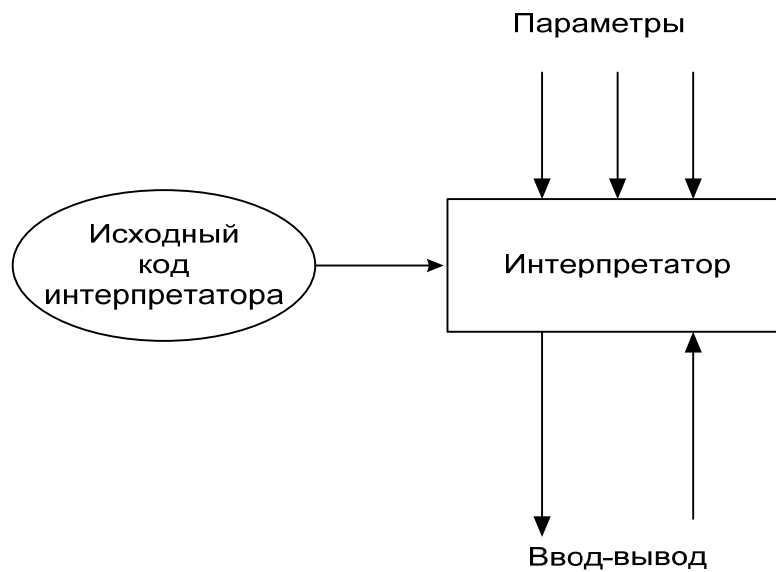 Параметры
Исходный
код
интерпретатора
Интерпретатор
Ввод-вывод